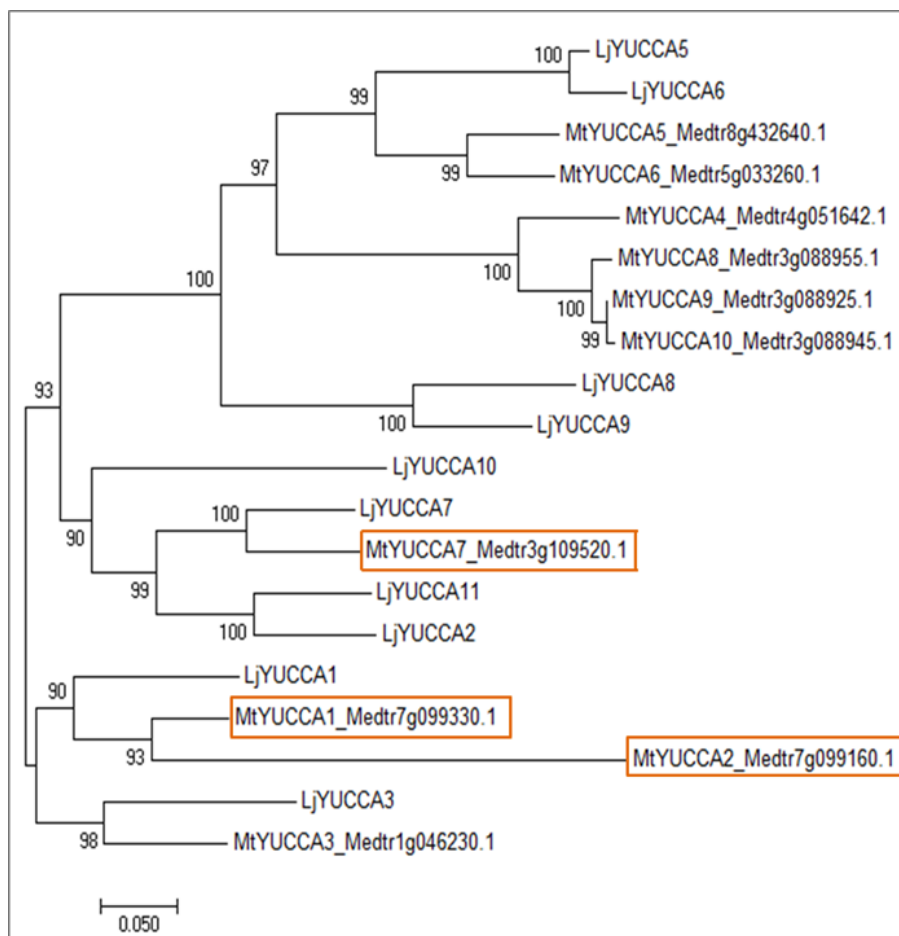 100
LjYUCCA5
LjYUCCA6
99
MtYUCCA5_Medtr8g432640.1
99
MtYUCCA6_Medtr5g033260.1
97
MtYUCCA4_Medtr4g051642.1
100
MtYUCCA8_Medtr3g088955.1
100
MtYUCCA9_Medtr3g088925.1
99
MtYUCCA10_Medtr3g088945.1
100
LjYUCCA8
100
LjYUCCA9
93
LjYUCCA10
90
100
LjYUCCA7
MtYUCCA7_Medtr3g109520.1
99
LjYUCCA11
100
LjYUCCA2
90
LjYUCCA1
MtYUCCA1_Medtr7g099330.1
93
MtYUCCA2_Medtr7g099160.1
LjYUCCA3
98
MtYUCCA3_Medtr1g046230.1
0.050